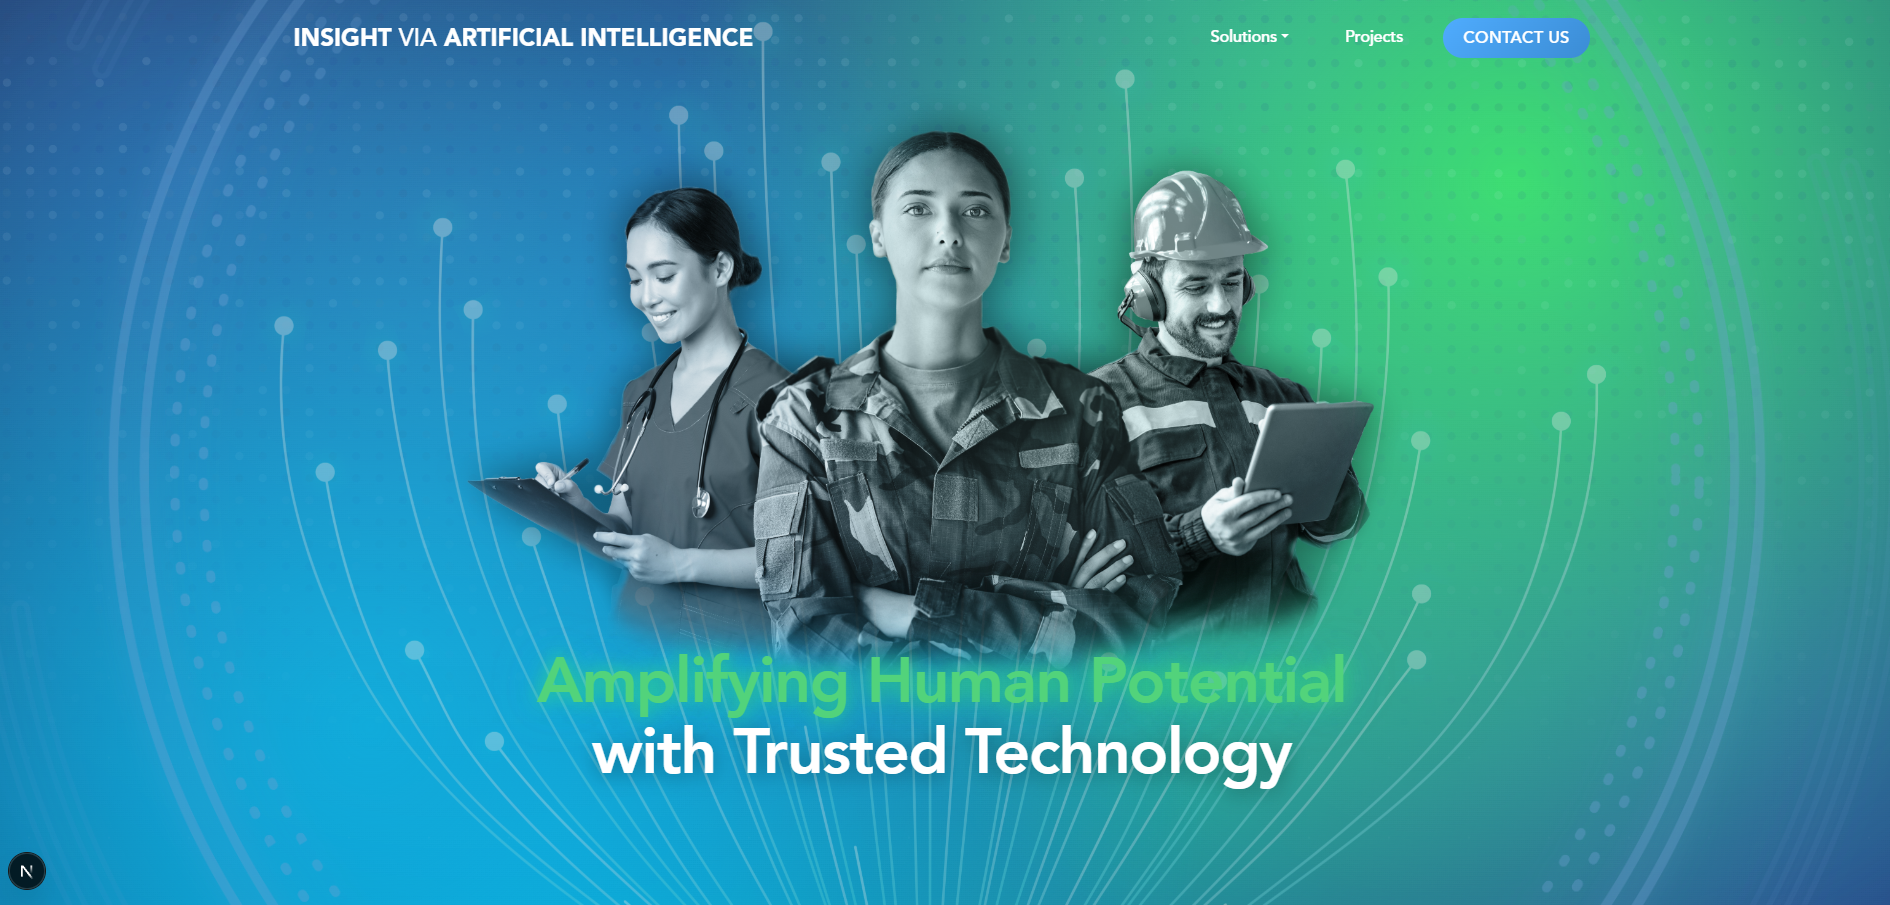 INSIGHT VIA ARTIFICIAL INTELLIGENCE
Solutions
Projects
CONTACT US
Amplifying Human Potential
with Trusted Technology
N